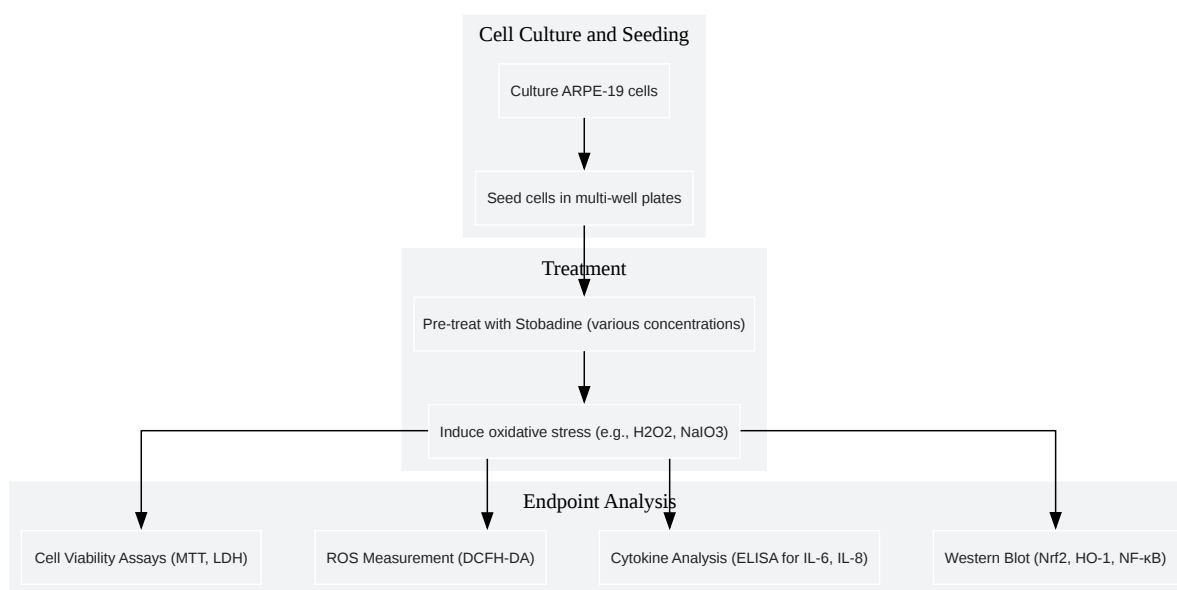 Cell Culture and Seeding
Culture ARPE-19 cells
Seed cells in multi-well plates
Treatment
Pre-treat with Stobadine (various concentrations)
Induce oxidative stress (e.g., H2O2, NaIO3)
Endpoint Analysis
Cell Viability Assays (MTT, LDH)
ROS Measurement (DCFH-DA)
Cytokine Analysis (ELISA for IL-6, IL-8)
Western Blot (Nrf2, HO-1, NF-κB)